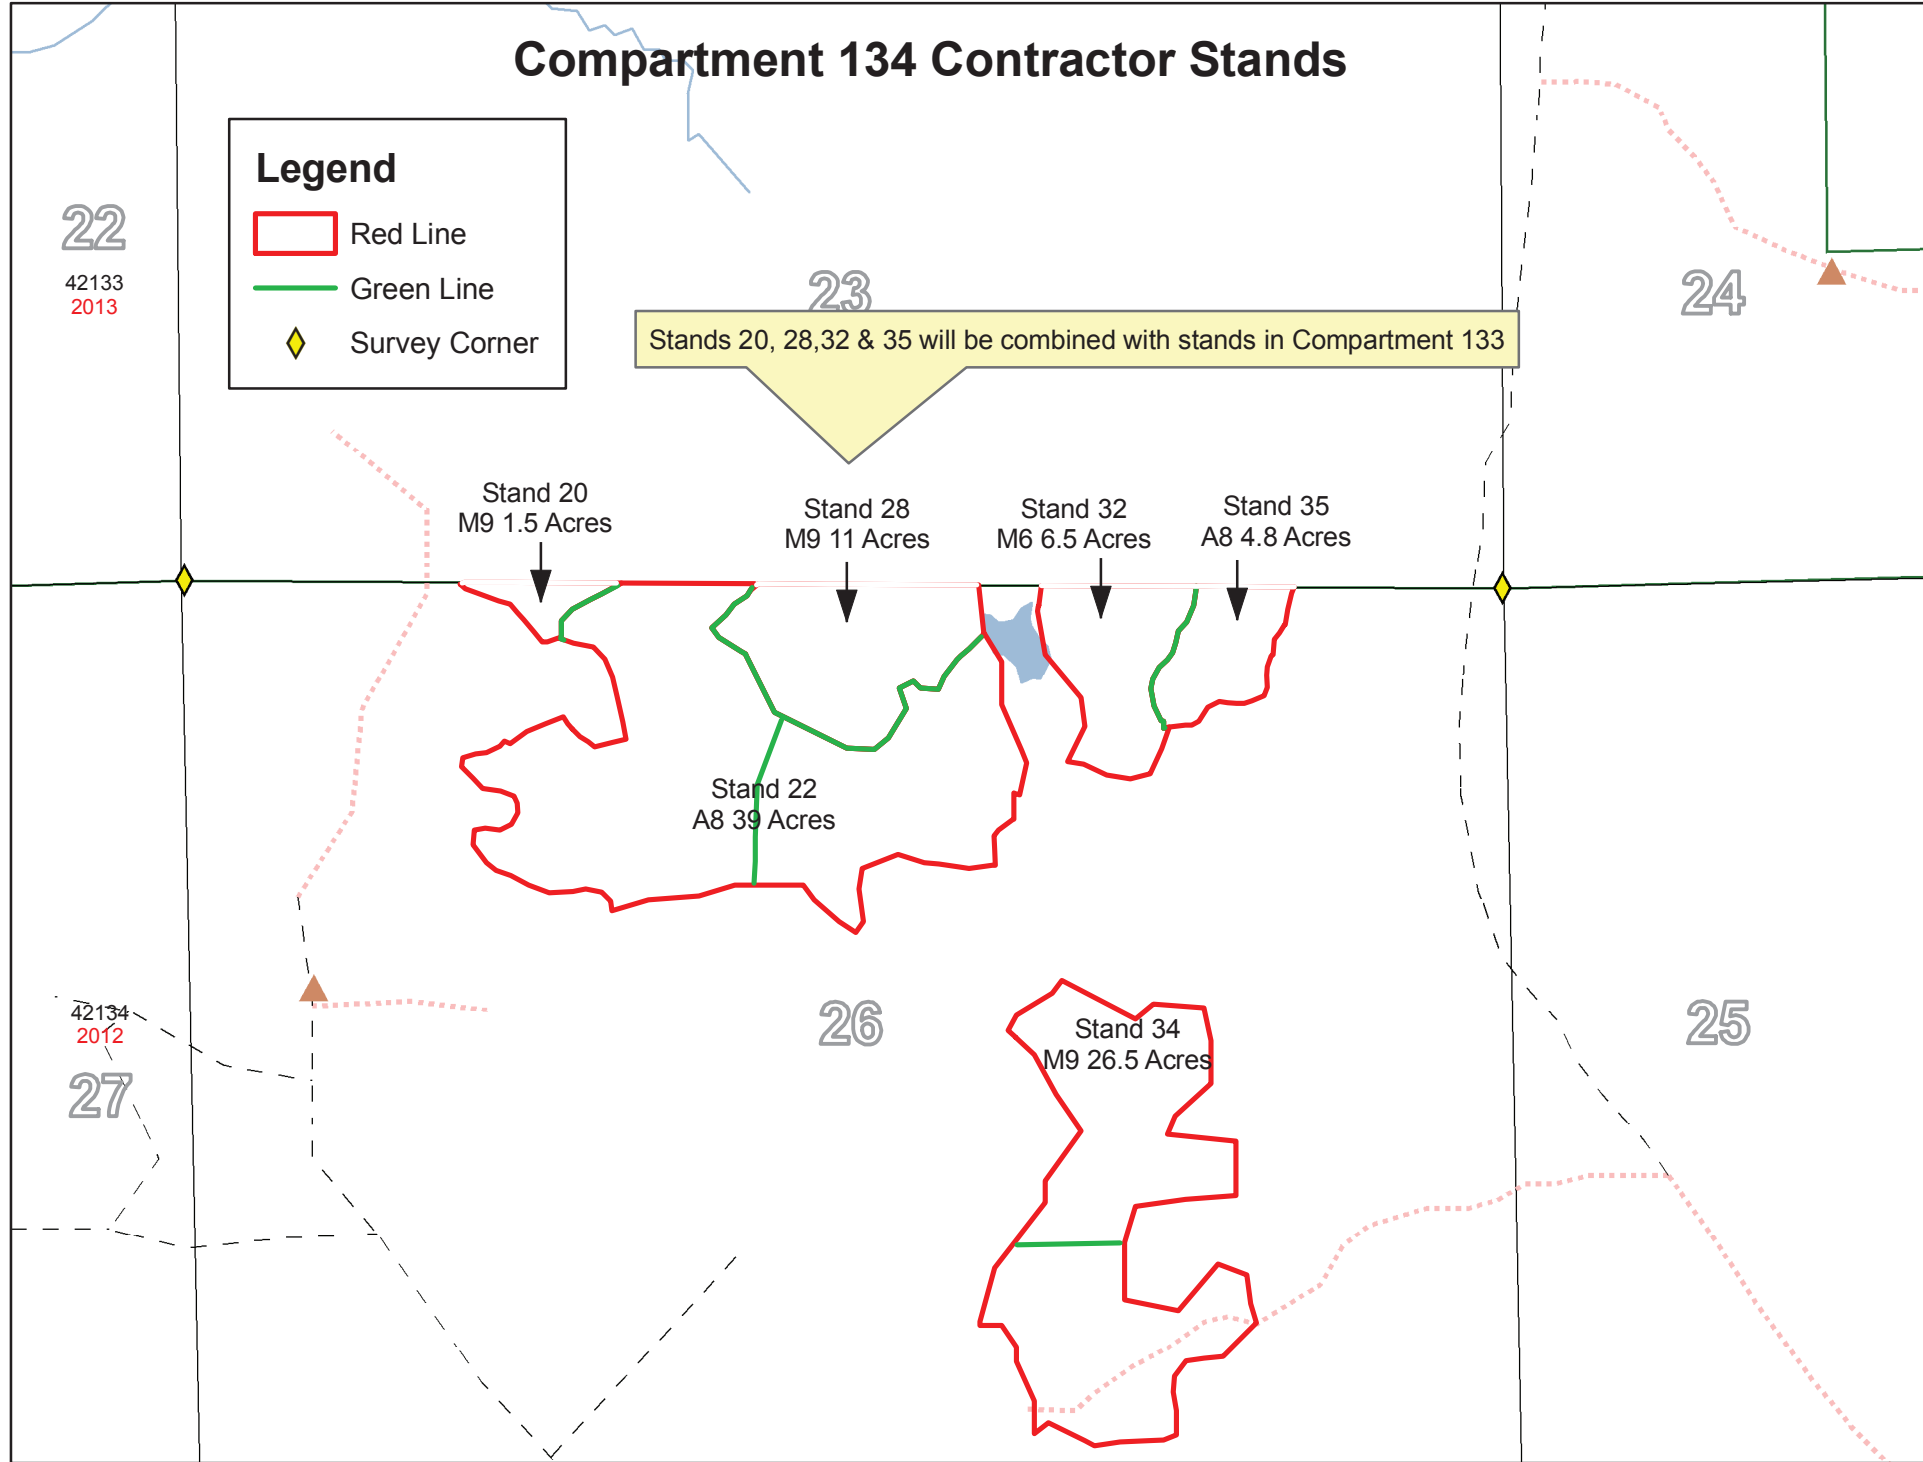 Compartment 134 Contractor Stands
Legend
Red Line
Green Line
Survey Corner
22
42133
2013
23
24
Stands 20, 28,32 & 35 will be combined with stands in Compartment 133
Stand 20
M9 1.5 Acres
Stand 28
M9 11 Acres
Stand 32
M6 6.5 Acres
Stand 35
A8 4.8 Acres
Stand 22
A8 39 Acres
42134
2012
27
26
Stand 34
M9 26.5 Acres
25